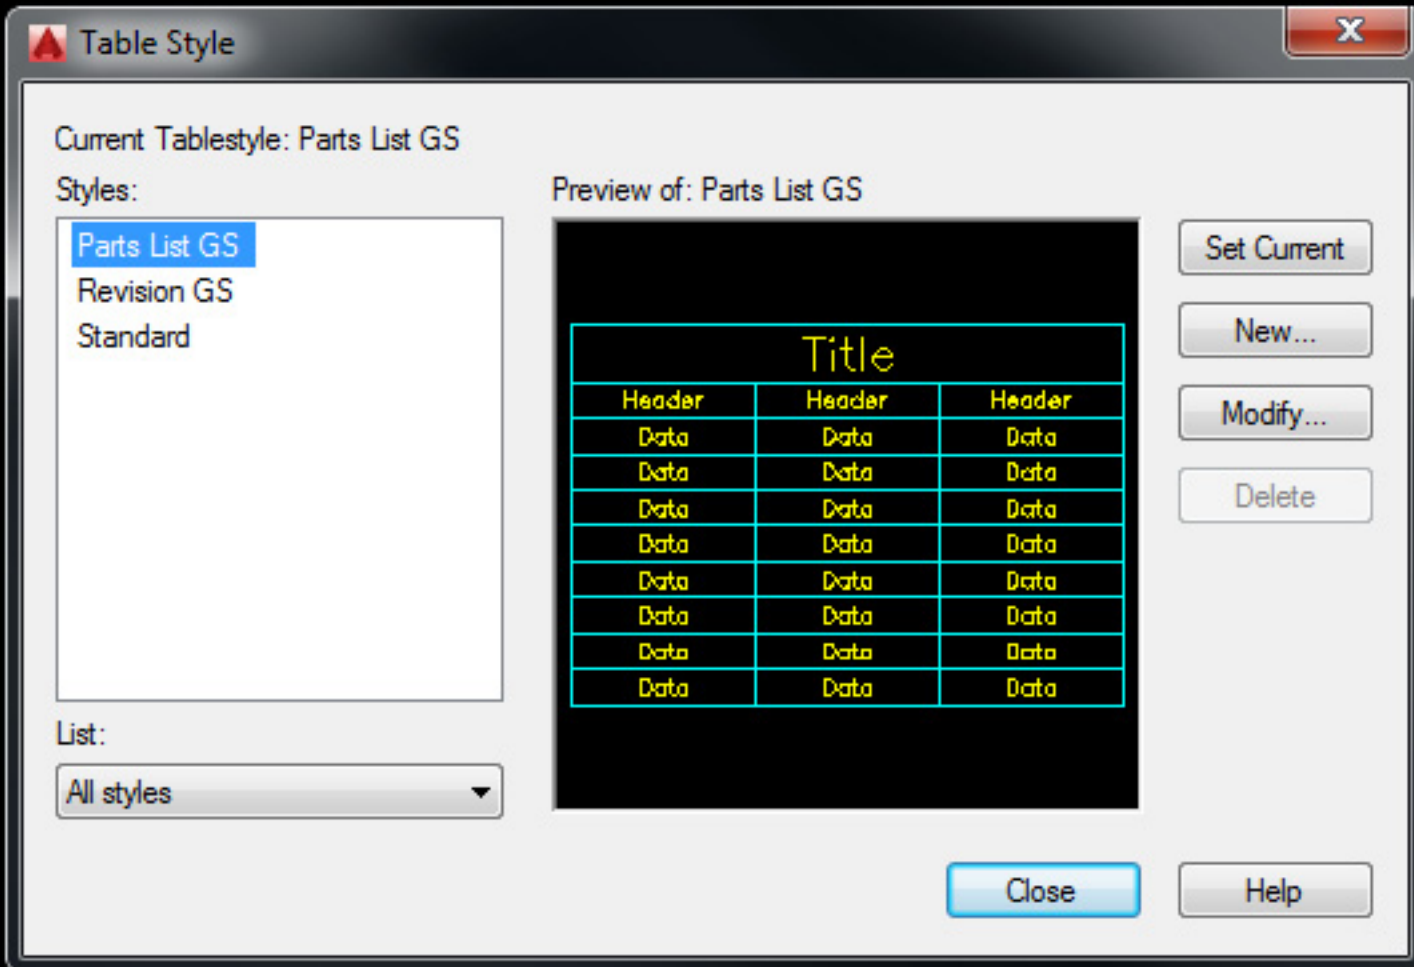 Table Style
Current Tablestyle: Parts List GS
Styles:
Parts List GS
Revision GS
Standard
List:
All styles
Preview of: Parts List GS
Title
Header Header Header
Data Data Data
Data Data Data
Data Data Data
Data Data Data
Data Data Data
Data Data Data
Data Data Data
Data Data Data
Set Current
New...
Modify...
Delete
Close
Help